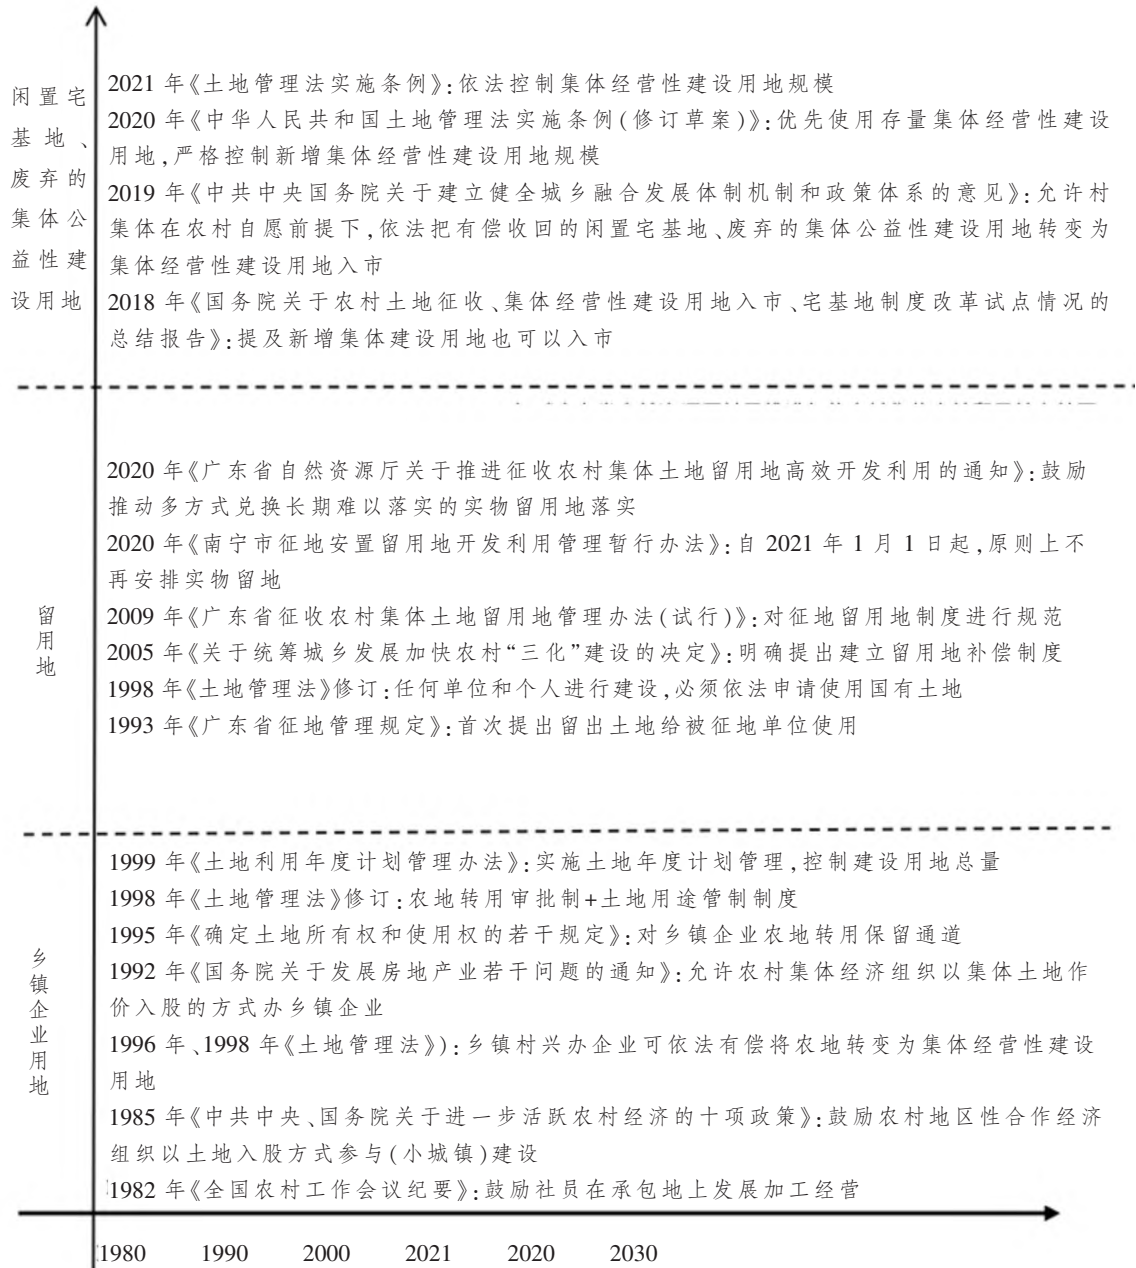 闲置宅
基地、
废弃的
集体公
益性建
设用地
2021 年《土地管理法实施条例》:依法控制集体经营性建设用地规模
2020 年《中华人民共和国土地管理法实施条例(修订草案)》:优先使用存量集体经营性建设
用地,严格控制新增集体经营性建设用地规模
2019 年《中共中央国务院关于建立健全城乡融合发展体制机制和政策体系的意见》:允许村
集体在农村自愿前提下,依法把有偿收回的闲置宅基地、废弃的集体公益性建设用地转变为
集体经营性建设用地入市
2018 年《国务院关于农村土地征收、集体经营性建设用地入市、宅基地制度改革试点情况的
总结报告》:提及新增集体建设用地也可以入市
留用地
2020 年《广东省自然资源厅关于推进征收农村集体土地留用地高效开发利用的通知》:鼓励
推动多方式兑换长期难以落实的实物留用地落实
2020 年《南宁市征地安置留用地开发利用管理暂行办法》:自 2021 年 1 月 1 日起,原则上不
再安排实物留地
2009 年《广东省征收农村集体土地留用地管理办法(试行)》:对征地留用地制度进行规范
2005 年《关于统筹城乡发展加快农村“三化”建设的决定》:明确提出建立留用地补偿制度
1998 年《土地管理法》修订:任何单位和个人进行建设,必须依法申请使用国有土地
1993 年《广东省征地管理规定》:首次提出留出土地给被征地单位使用
乡镇企业用地
1999 年《土地利用年度计划管理办法》:实施土地年度计划管理,控制建设用地总量
1998 年《土地管理法》修订:农地转用审批制+土地用途管制制度
1995 年《确定土地所有权和使用权的若干规定》:对乡镇企业农地转用保留通道
1992 年《国务院关于发展房地产业若干问题的通知》:允许农村集体经济组织以集体土地作
价入股的方式办乡镇企业
1996 年、1998 年《土地管理法》):乡镇村兴办企业可依法有偿将农地转变为集体经营性建设
用地
1985 年《中共中央、国务院关于进一步活跃农村经济的十项政策》:鼓励农村地区性合作经济
组织以土地入股方式参与(小城镇)建设
1982 年《全国农村工作会议纪要》:鼓励社员在承包地上发展加工经营
1980 1990 2000 2021 2020 2030